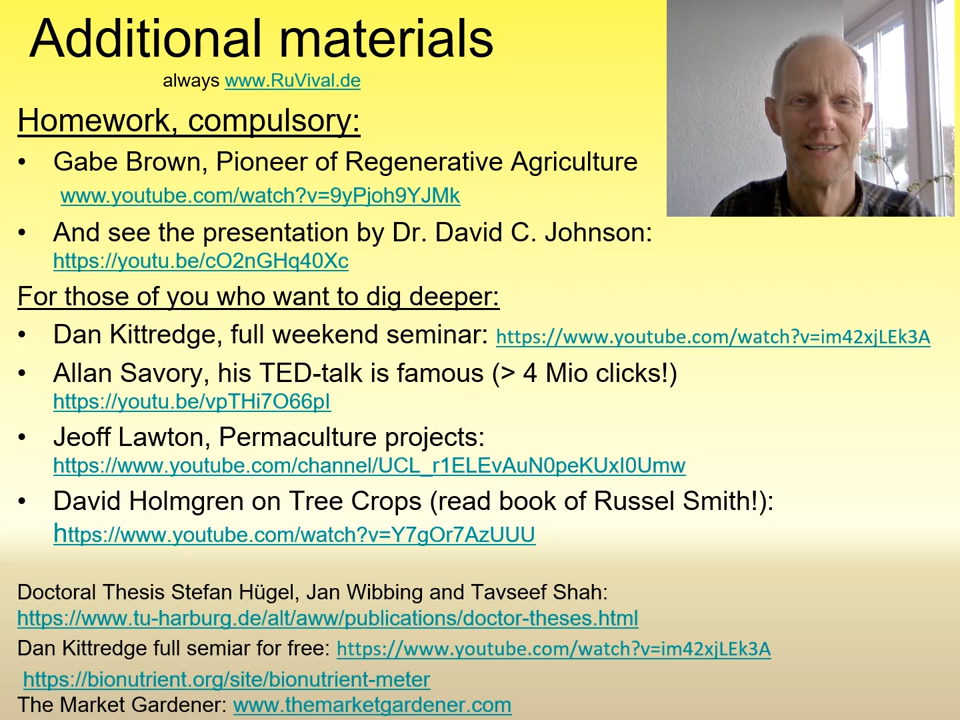 Additional materials
always www.RuVival.de
Homework, compulsory:
• Gabe Brown, Pioneer of Regenerative Agriculture
www.youtube.com/watch?v=9yPjoh9YJMk
• And see the presentation by Dr. David C. Johnson:
https://youtu.be/cO2nGHq40Xc
For those of you who want to dig deeper:
• Dan Kittredge, full weekend seminar: https://www.youtube.com/watch?v=im42xjLEk3A
• Allan Savory, his TED-talk is famous (> 4 Mio clicks!)
https://youtu.be/vpTHi7O66pI
• Jeoff Lawton, Permaculture projects:
https://www.youtube.com/channel/UCL_r1ELEvAuN0peKUxI0Umw
• David Holmgren on Tree Crops (read book of Russel Smith!):
https://www.youtube.com/watch?v=Y7gOr7AzUUU
Doctoral Thesis Stefan Hügel, Jan Wibbing and Tavseef Shah:
https://www.tu-harburg.de/alt/aww/publications/doctor-theses.html
Dan Kittredge full semiar for free: https://www.youtube.com/watch?v=im42xjLEk3A
https://bionutrient.org/site/bionutrient-meter
The Market Gardener: www.themarketgardener.com